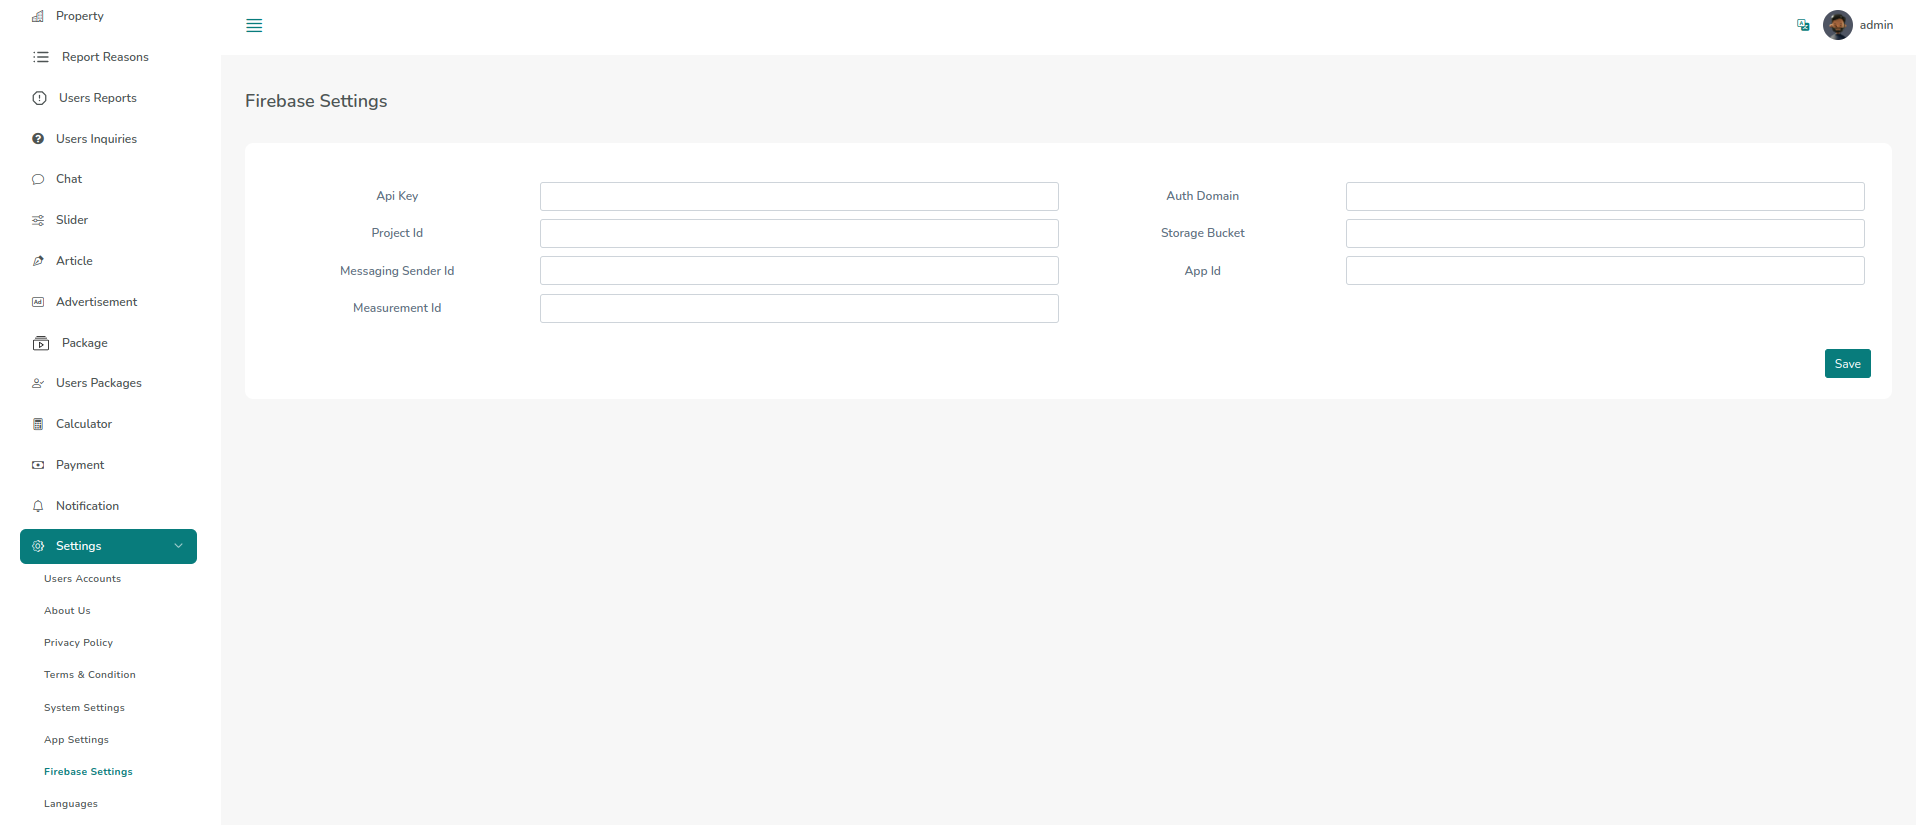 Property
Report Reasons
Users Reports
Users Inquiries
Chat
Slider
Article
Ad Advertisement
Package
Users Packages
Calculator
Payment
Notification
Settings
Users Accounts
About Us
Privacy Policy
Terms & Condition
System Settings
App Settings
Firebase Settings
Languages
admin
Firebase Settings
Api Key
Auth Domain
Project Id
Storage Bucket
Messaging Sender Id
App Id
Measurement Id
Save